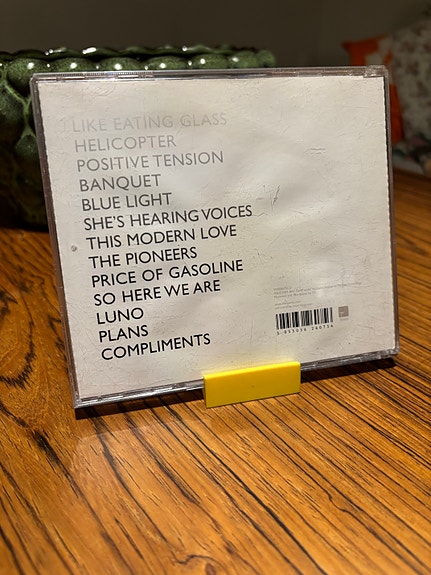 LIKE EATING GLASS
HELICOPTER
POSITIVE TENSION
BANQUET
BLUE LIGHT
SHE'S HEARING VOICES
THIS MODERN LOVE
THE PIONEERS
PRICE OF GASOLINE
SO HERE WE ARE
LUNO
PLANS
COMPLIMENTS